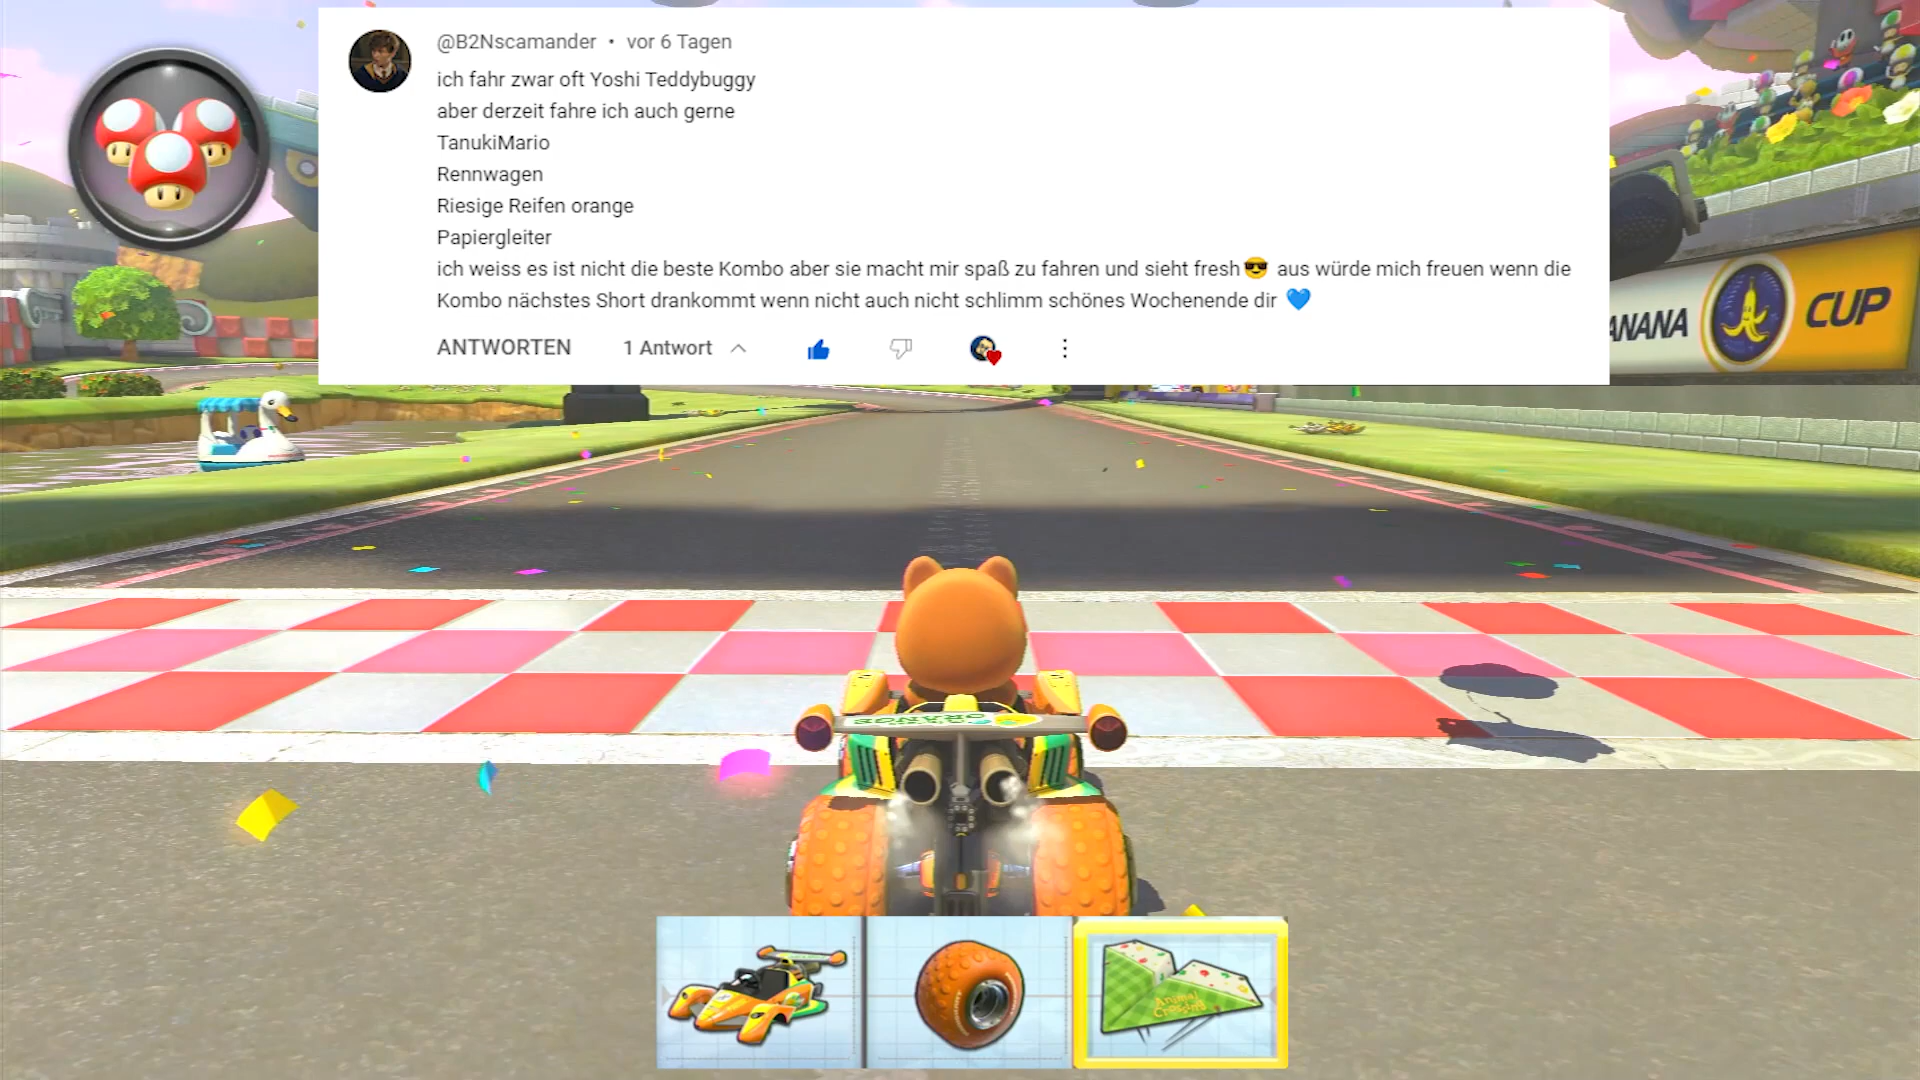 @B2Nscamander • vor 6 Tagen
ich fahr zwar oft Yoshi Teddybuggy
aber derzeit fahre ich auch gerne
TanukiMario
Rennwagen
Riesige Reifen orange
Papiergleiter
ich weiss es ist nicht die beste Kombo aber sie macht mir spaß zu fahren und sieht fresh😎 aus würde mich freuen wenn die
Kombo nächstes Short drankommt wenn nicht auch nicht schlimm schönes Wochenende dir 💙
ANTWORTEN 1 Antwort
ANANA CUP
ORANGE
Animal
Crossing